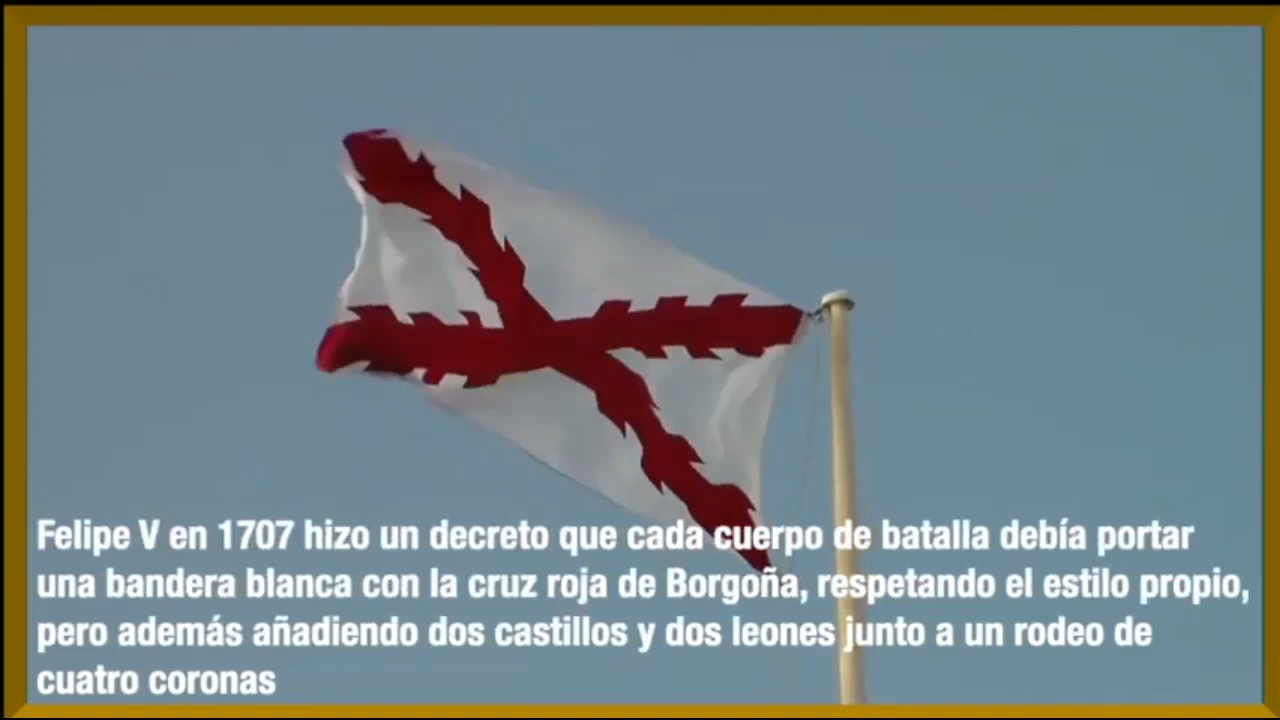 Felipe V en 1707 hizo un decreto que cada cuerpo de batalla debía portar
una bandera blanca con la cruz roja de Borgoña, respetando el estilo propio,
pero además añadiendo dos castillos y dos leones junto a un rodeo de
cuatro coronas